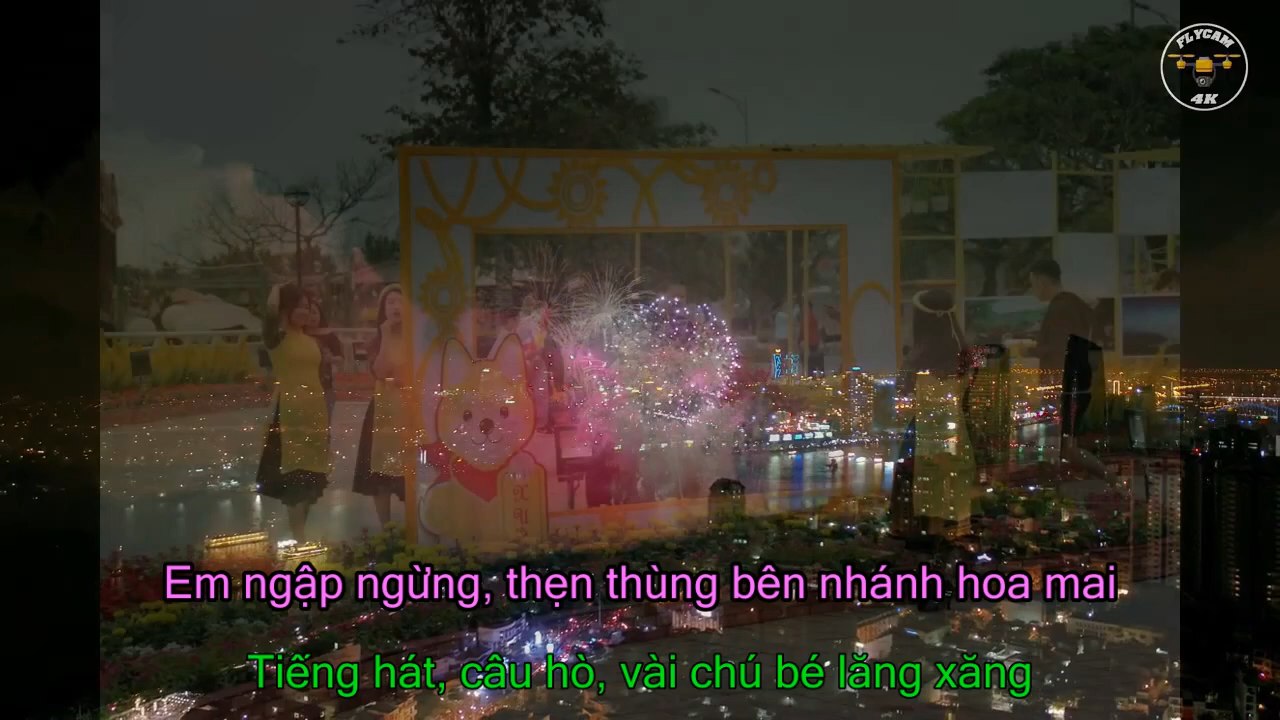 FLYCAM
4K
Em ngập ngừng, thẹn thùng bên nhánh hoa mai
Tiếng hát, câu hò, vài chú bé lăng xăng